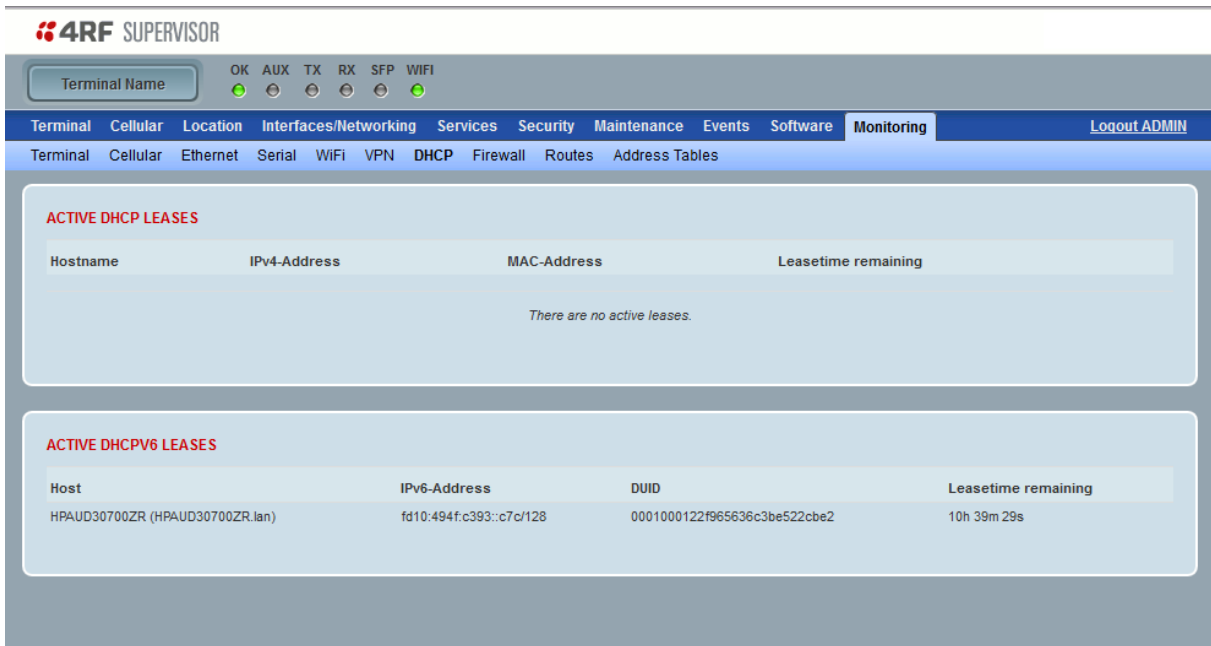 4RF SUPERVISOR
Terminal Name OK AUX TX RX SFP WIFI
Terminal Cellular Location Interfaces/Networking Services Security Maintenance Events Software Monitoring Logout ADMIN
Terminal Cellular Ethernet Serial WiFi VPN DHCP Firewall Routes Address Tables
ACTIVE DHCP LEASES
Hostname IPv4-Address MAC-Address Leasetime remaining
There are no active leases.
ACTIVE DHCPV6 LEASES
Host IPv6-Address DUID Leasetime remaining
HPAUD30700ZR (HPAUD30700ZR.lan) fd10:494f:c393::c7c/128 0001000122f965636c3be522cbe2 10h 39m 29s